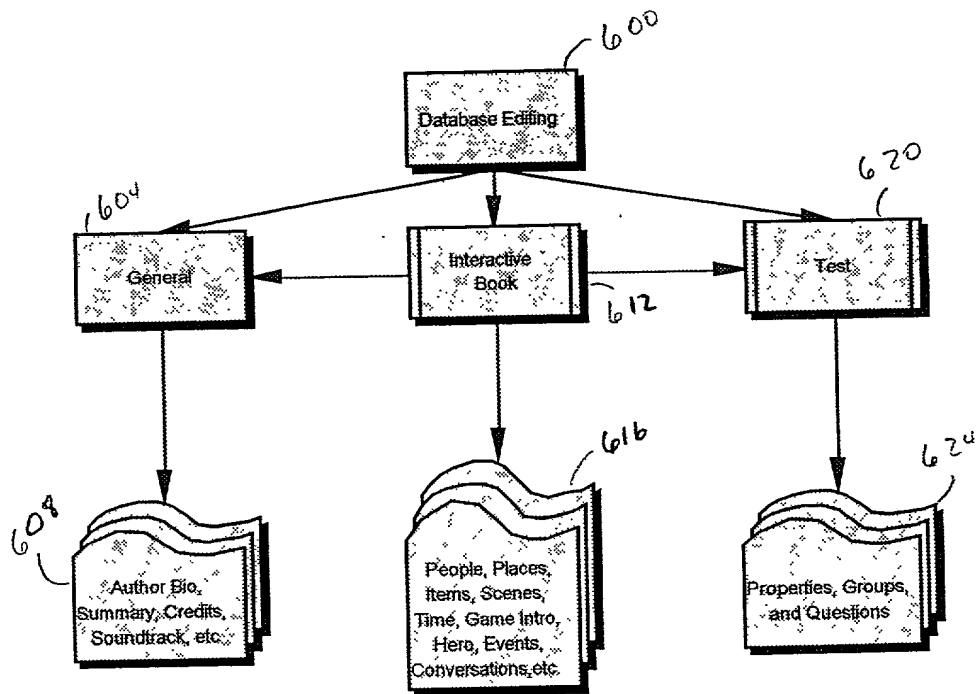 600
Database Editing
604
620
General
Interactive
Book
Test
612
616
624
608
Author Bio,
Summary, Credits,
Soundtrack, etc
People, Places,
Items, Scenes,
Time, Game Intro,
Hero, Events,
Conversations,etc.
Properties, Groups,
and Questions